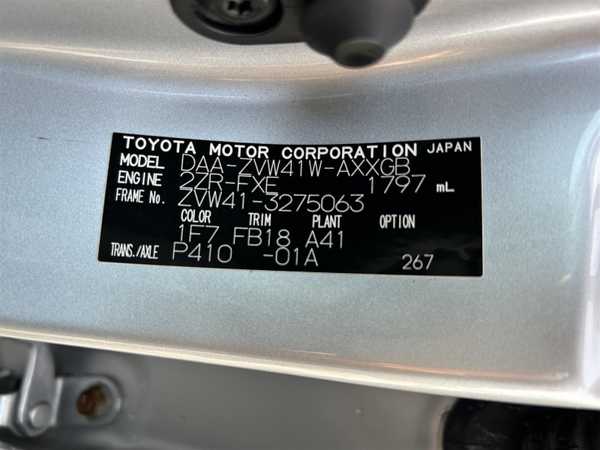 TOYOTA MOTOR CORPORATION JAPAN
MODEL DAA-ZVW41W-AXXGB
ENGINE 2ZR-FXE 1797 mL
FRAME No. ZVW41-3275063
COLOR TRIM PLANT OPTION
1F7 FB18 A41
TRANS./AXLE P410 -01A 267